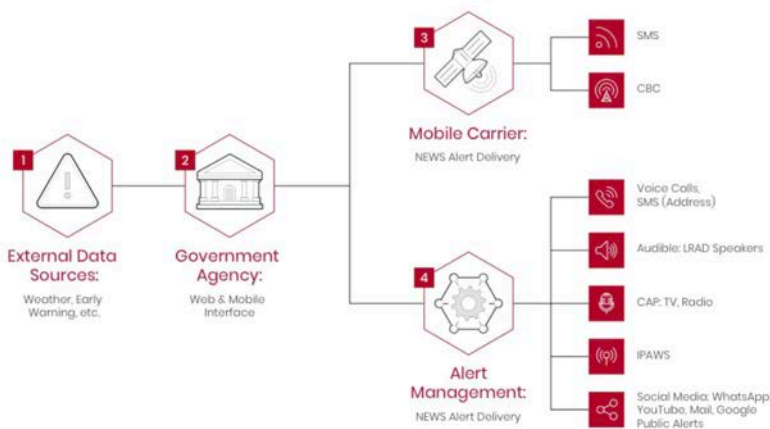 1
External Data
Sources:
Weather, Early
Warning, etc.
2
Government
Agency:
Web & Mobile
Interface
3
Mobile Carrier:
NEWS Alert Delivery
SMS
CBC
4
Alert
Management:
NEWS Alert Delivery
Voice Calls,
SMS (Address)
Audible: LRAD Speakers
CAP: TV, Radio
IPAWS
Social Media: WhatsApp
YouTube, Mail, Google
Public Alerts